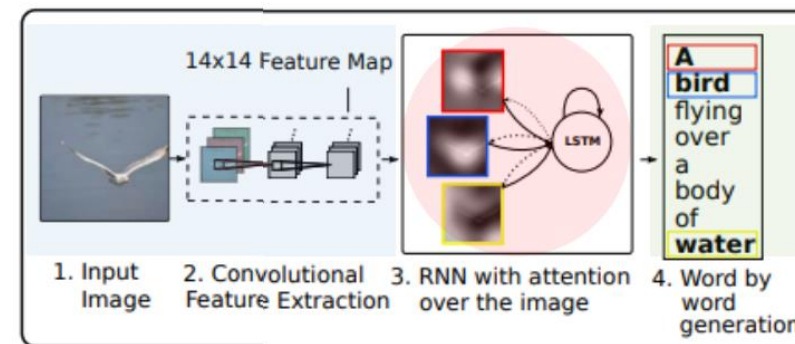 14x14 Feature Map
LSTM
A
bird
flying
over
a
body
of
water
1. Input
Image
2. Convolutional
Feature Extraction
3. RNN with attention
over the image
4. Word by
word
generation